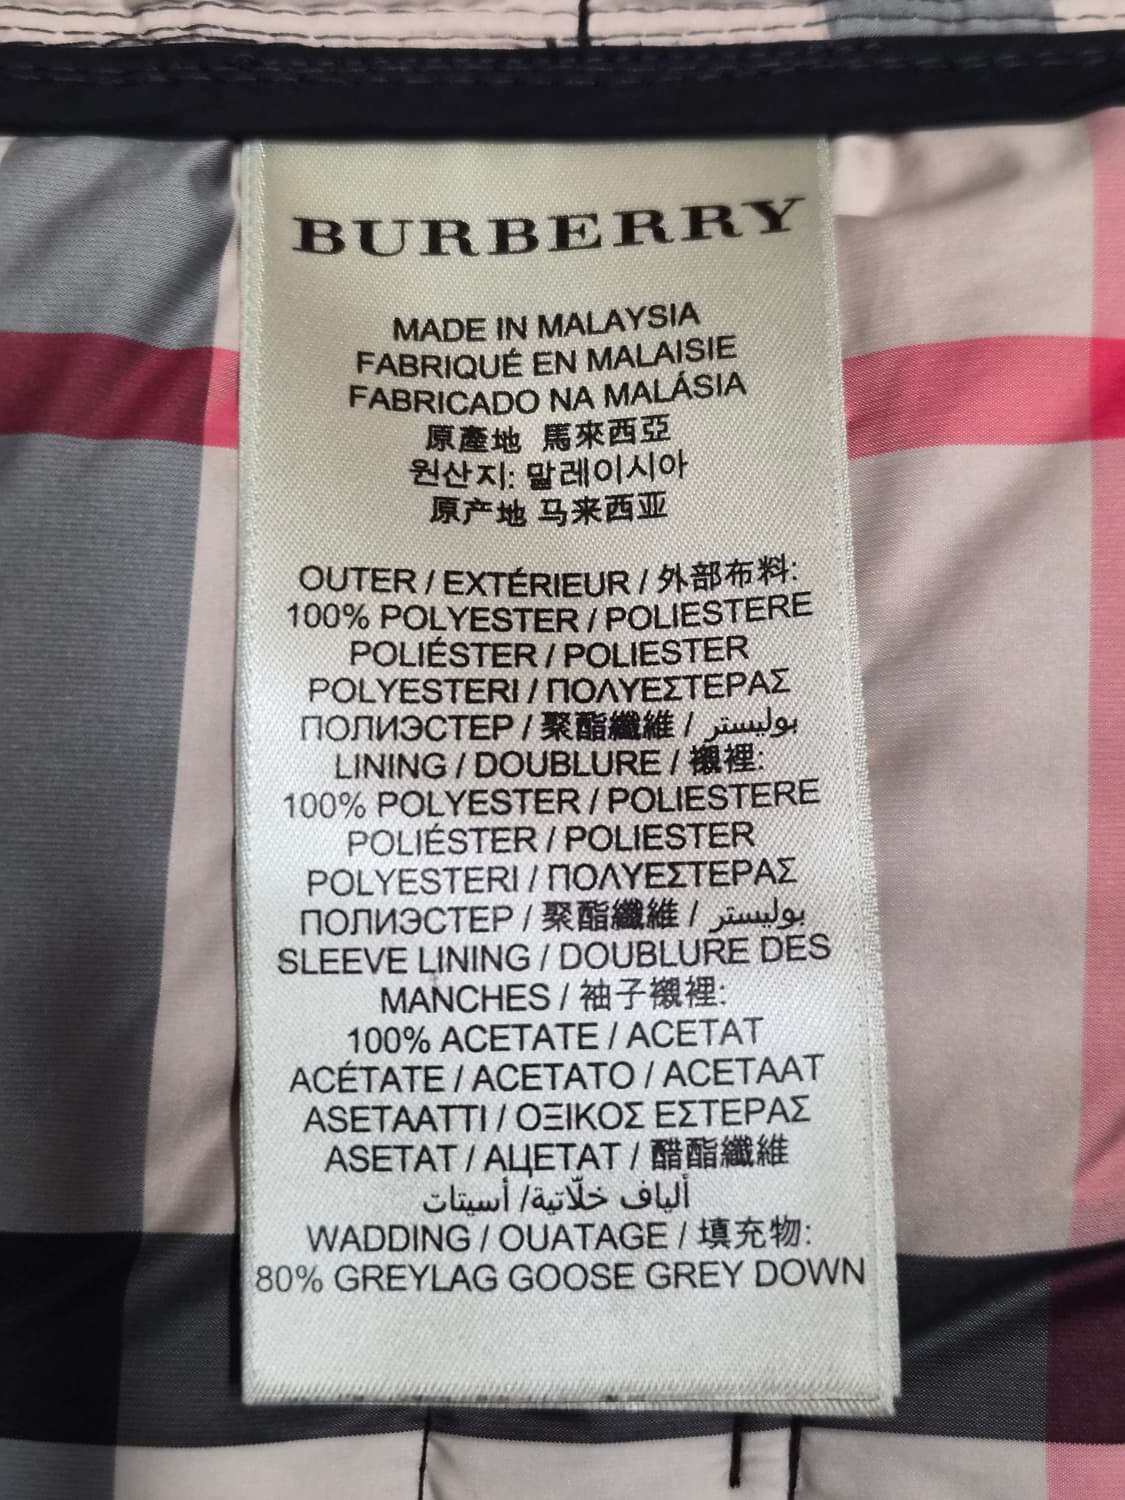 BURBERRY
MADE IN MALAYSIA
FABRIQUÉ EN MALAISIE
FABRICADO NA MALÁSIA
原產地 馬來西亞
원산지: 말레이시아
原产地 马来西亚
OUTER / EXTÉRIEUR / 外部布料:
100% POLYESTER / POLIESTERE
POLIÉSTER / POLIESTER
POLYESTERI / ΠΟΛΥΕΣΤΕΡΑΣ
ПОЛИЭСТЕР / 聚酯纖維 / بوليستر
LINING / DOUBLURE / 襯裡:
100% POLYESTER / POLIESTERE
POLIÉSTER / POLIESTER
POLYESTERI / ΠΟΛΥΕΣΤΕΡΑΣ
ПОЛИЭСТЕР / 聚酯纖維 / بوليستر
SLEEVE LINING / DOUBLURE DES
MANCHES / 袖子襯裡:
100% ACETATE / ACETAT
ACÉTATE / ACETATO / ACETAAT
ASETAATTI / ΟΞΙΚΟΣ ΕΣΤΕΡΑΣ
ASETAT / АЦЕТАТ / 醋酯纖維
ألياف خلّاتية/ أسيتات
WADDING / OUATAGE / 填充物:
80% GREYLAG GOOSE GREY DOWN